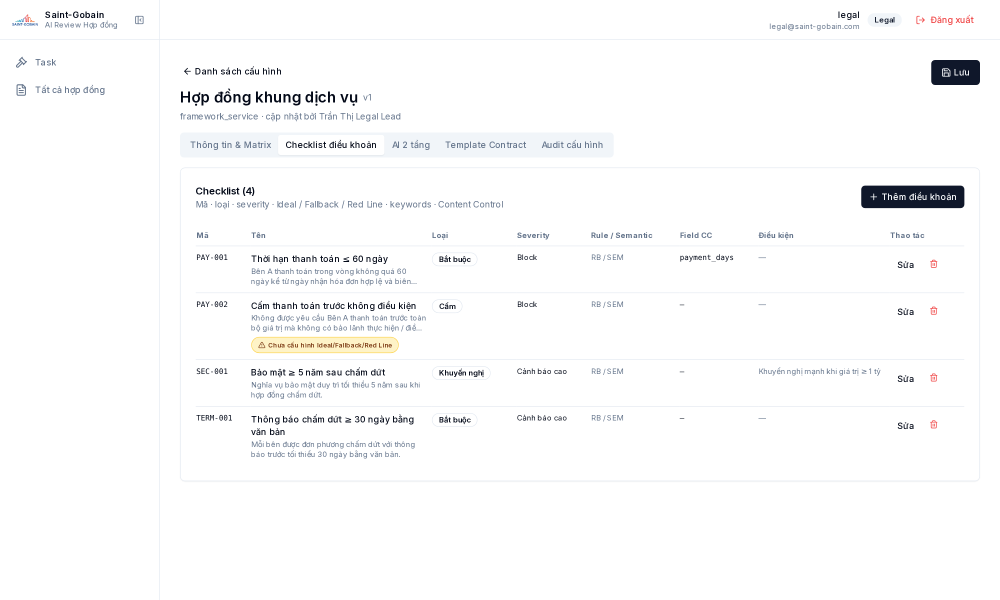 SAINT-GOBAIN
Saint-Gobain
AI Review Hợp đồng
legal
legal@saint-gobain.com
Legal
Đăng xuất
Task
Tất cả hợp đồng
Danh sách cấu hình
Lưu
Hợp đồng khung dịch vụ v1
framework_service · cập nhật bởi Trần Thị Legal Lead
Thông tin & Matrix
Checklist điều khoản
AI 2 tầng
Template Contract
Audit cấu hình
Checklist (4)
Mã · loại · severity · Ideal / Fallback / Red Line · keywords · Content Control
Thêm điều khoản
Mã Tên Loại Severity Rule / Semantic Field CC Điều kiện Thao tác
PAY-001 Thời hạn thanh toán ≤ 60 ngày Bắt buộc Block RB / SEM payment_days — Sửa
Bên A thanh toán trong vòng không quá 60
ngày kể từ ngày nhận hóa đơn hợp lệ và biên...
PAY-002 Cấm thanh toán trước không điều kiện Cấm Block RB / SEM — — Sửa
Không được yêu cầu Bên A thanh toán trước toàn
bộ giá trị mà không có bảo lãnh thực hiện / điề...
Chưa cấu hình Ideal/Fallback/Red Line
SEC-001 Bảo mật ≥ 5 năm sau chấm dứt Khuyến nghị Cảnh báo cao RB / SEM — Khuyến nghị mạnh khi giá trị ≥ 1 tỷ Sửa
Nghĩa vụ bảo mật duy trì tối thiểu 5 năm sau khi
hợp đồng chấm dứt.
TERM-001 Thông báo chấm dứt ≥ 30 ngày bằng Bắt buộc Cảnh báo cao RB / SEM — — Sửa
văn bản
Mỗi bên được đơn phương chấm dứt với thông
báo trước tối thiểu 30 ngày bằng văn bản.